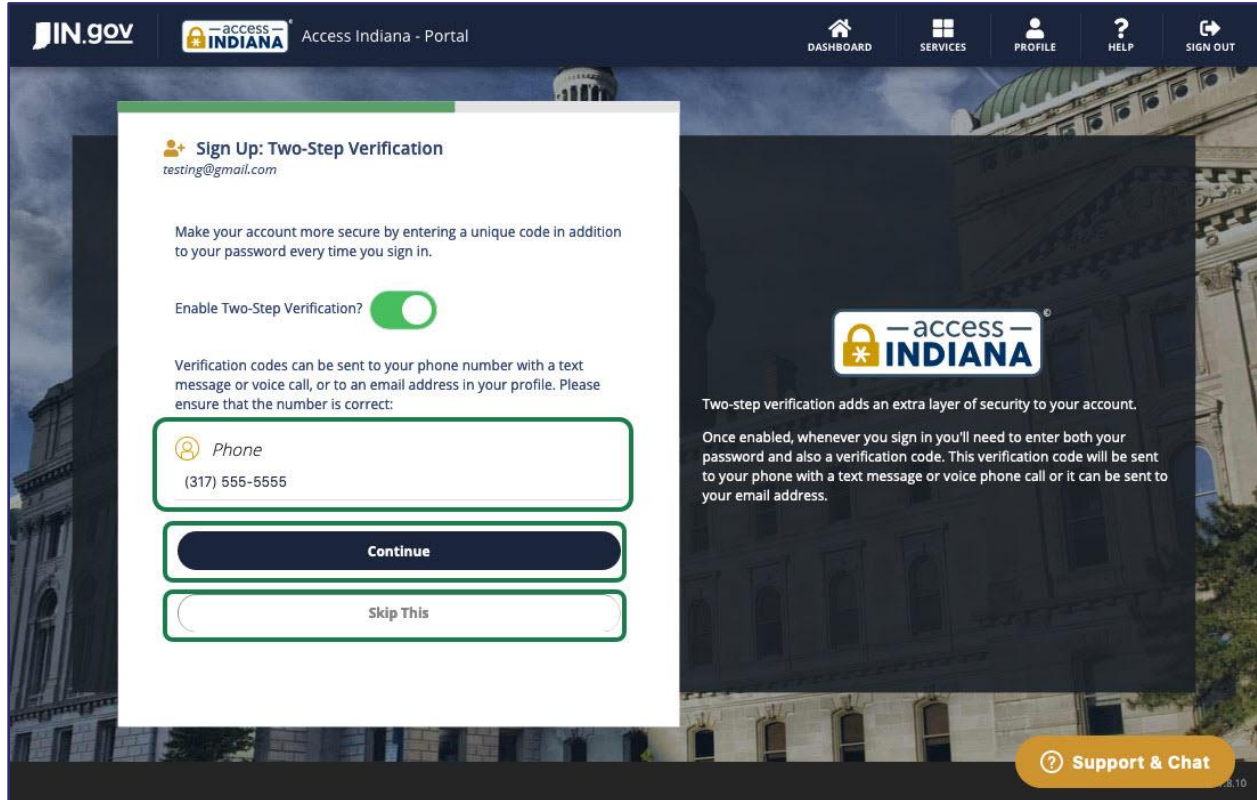 IN.gov
access
INDIANA
Access Indiana - Portal
DASHBOARD
SERVICES
PROFILE
?
HELP
SIGN OUT
Sign Up: Two-Step Verification
testing@gmail.com
Make your account more secure by entering a unique code in addition
to your password every time you sign in.
Enable Two-Step Verification?
Verification codes can be sent to your phone number with a text
message or voice call, or to an email address in your profile. Please
ensure that the number is correct:
Phone
(317) 555-5555
Continue
Skip This
access
INDIANA
Two-step verification adds an extra layer of security to your account.
Once enabled, whenever you sign in you'll need to enter both your
password and also a verification code. This verification code will be sent
to your phone with a text message or voice phone call or it can be sent to
your email address.
? Support & Chat